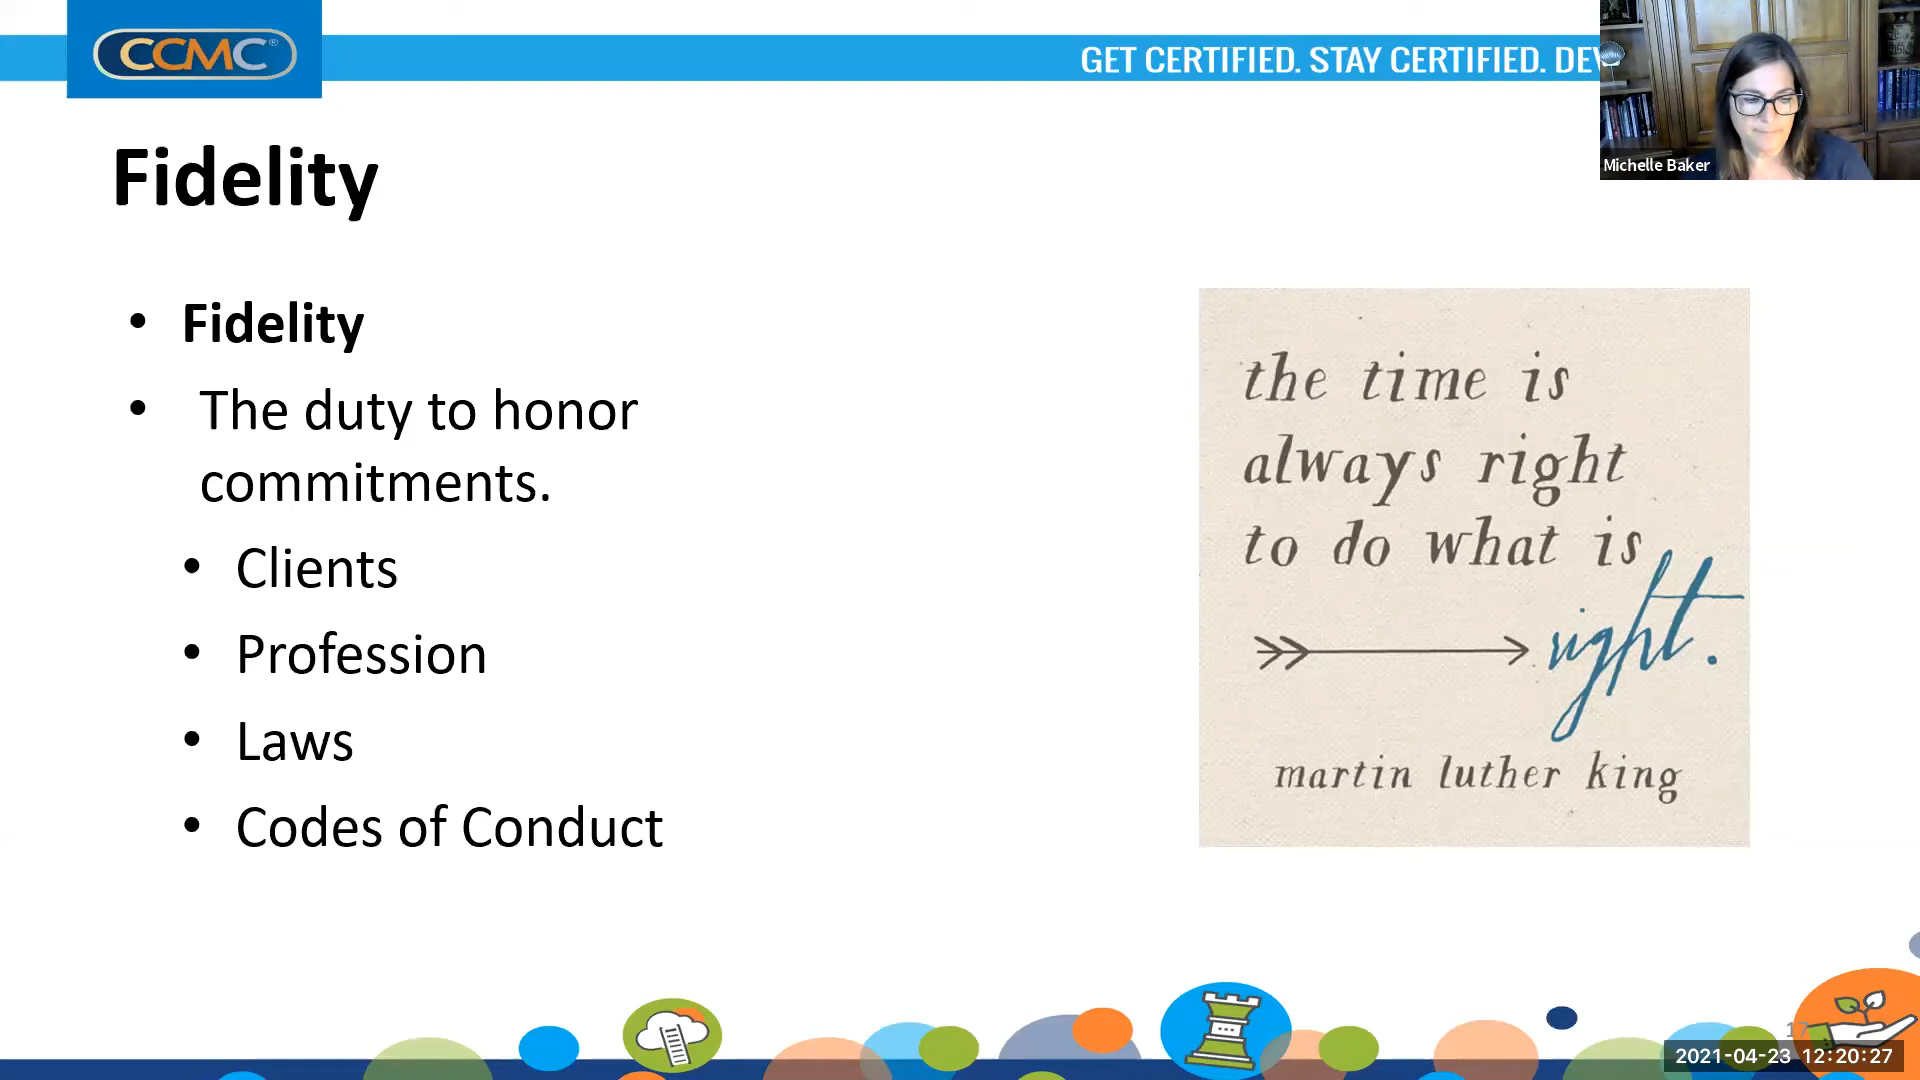 CCMC®
GET CERTIFIED. STAY CERTIFIED. DEV
Michelle Baker
Fidelity
• Fidelity
• The duty to honor
commitments.
• Clients
• Profession
• Laws
• Codes of Conduct
the time is
always right
to do what is
right.
martin luther king
17
2021-04-23 12:20:27